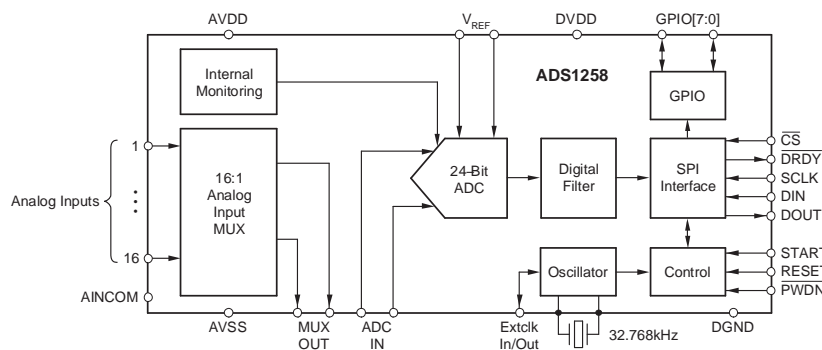 AVDD
V_REF
DVDD
GPIO[7:0]
ADS1258
Internal
Monitoring
GPIO
1
16:1
Analog
Input
MUX
24-Bit
ADC
Digital
Filter
SPI
Interface
CS
DRDY
SCLK
DIN
DOUT
Analog Inputs
16
Oscillator
Control
START
RESET
PWDN
AINCOM
AVSS
MUX
OUT
ADC
IN
Extclk
In/Out
32.768kHz
DGND